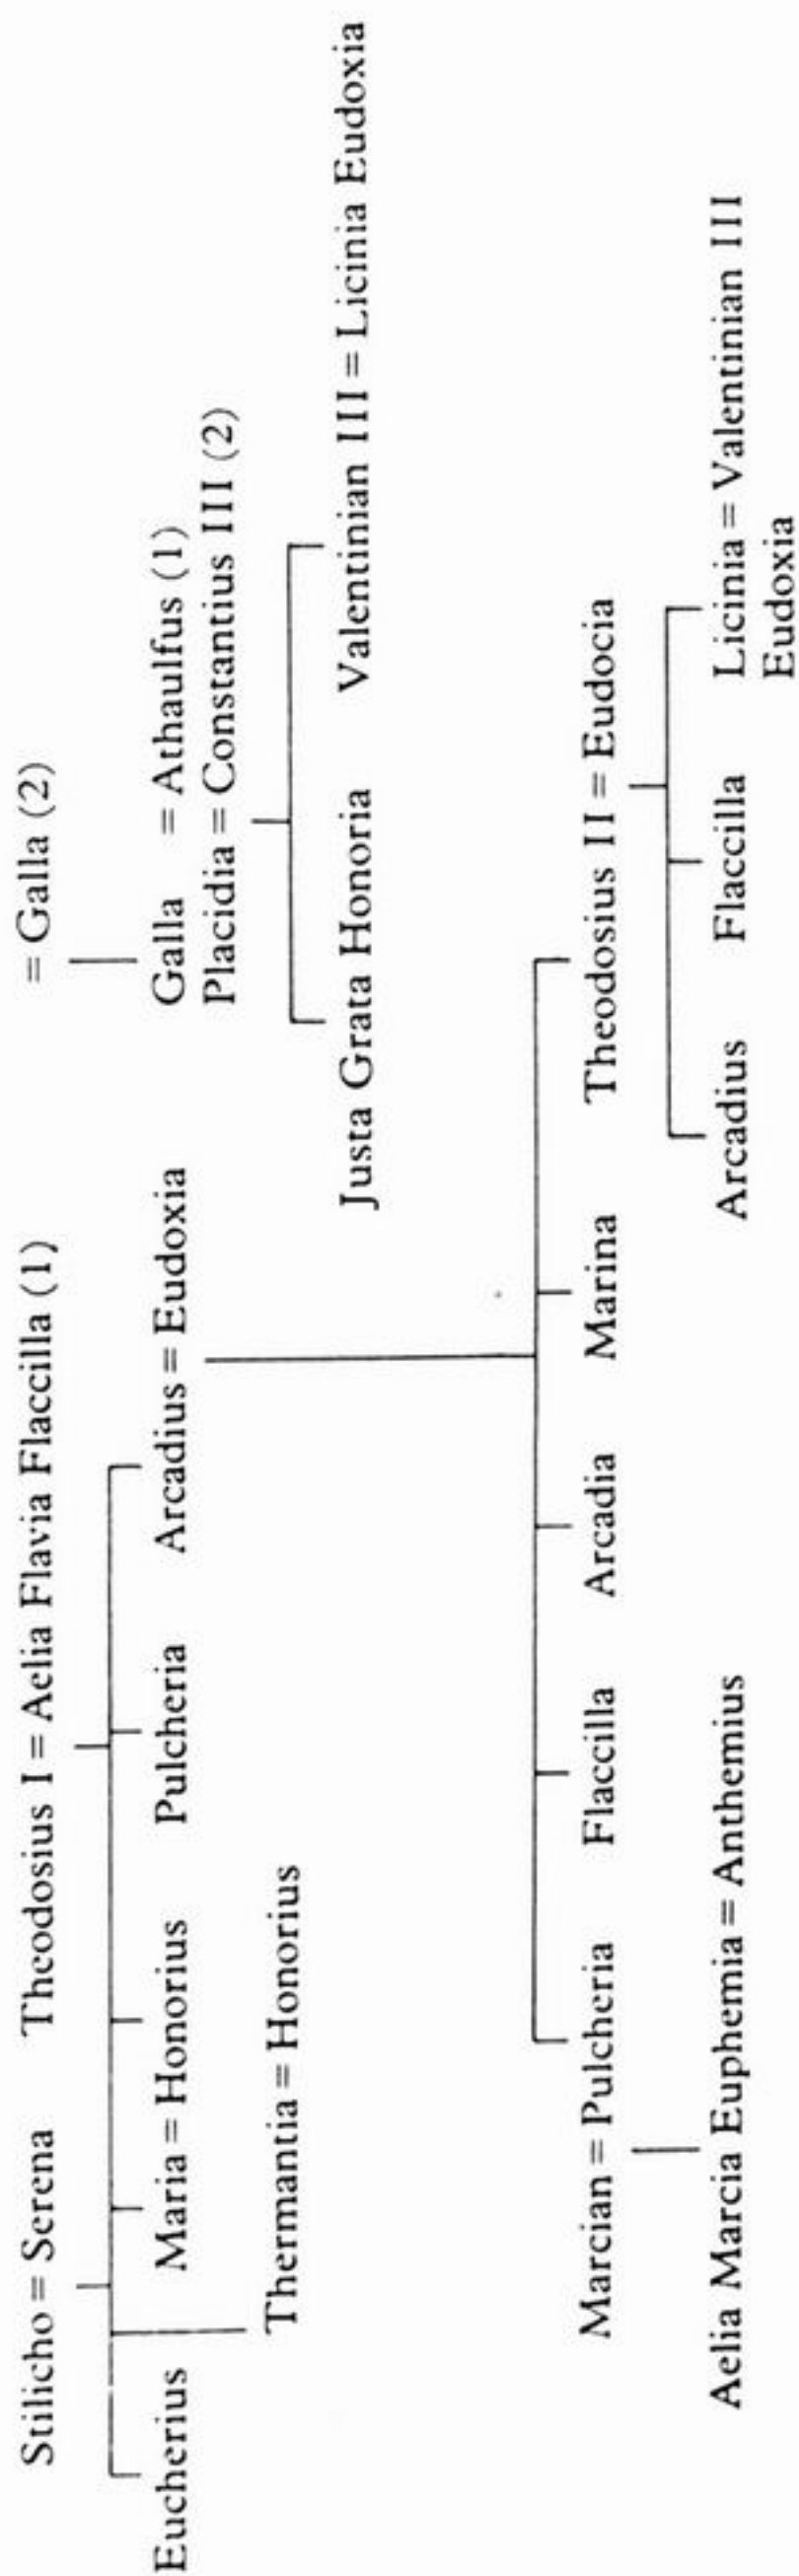 Stilicho = Serena Theodosius I = Aelia Flavia Flaccilla (1) = Galla (2)
Eucherius Maria = Honorius Pulcheria Arcadius = Eudoxia Galla = Athaulfus (1)
Placidia = Constantius III (2)
Thermantia = Honorius
Justa Grata Honoria Valentinian III = Licinia Eudoxia
Marcian = Pulcheria Flaccilla Arcadia Marina Theodosius II = Eudocia
Aelia Marcia Euphemia = Anthemius Arcadius Flaccilla Licinia = Valentinian III
Eudoxia